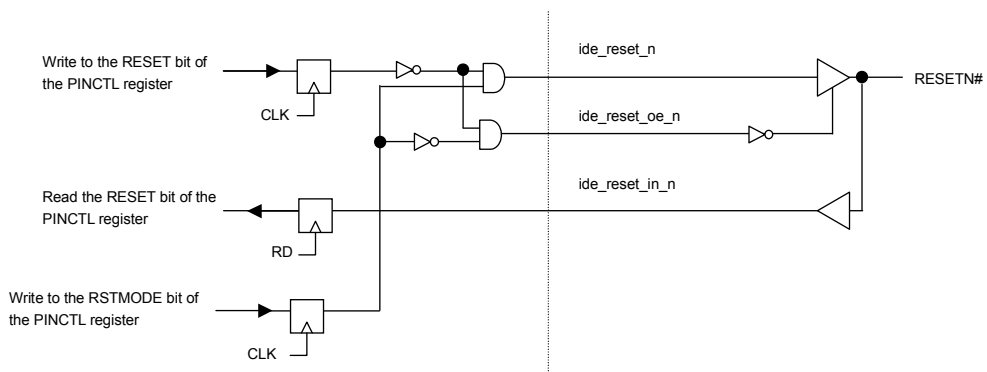 ide_reset_n
Write to the RESET bit of
the PINCTL register
RESETN#
CLK
ide_reset_oe_n
ide_reset_in_n
Read the RESET bit of the
PINCTL register
RD
Write to the RSTMODE bit of
the PINCTL register
CLK